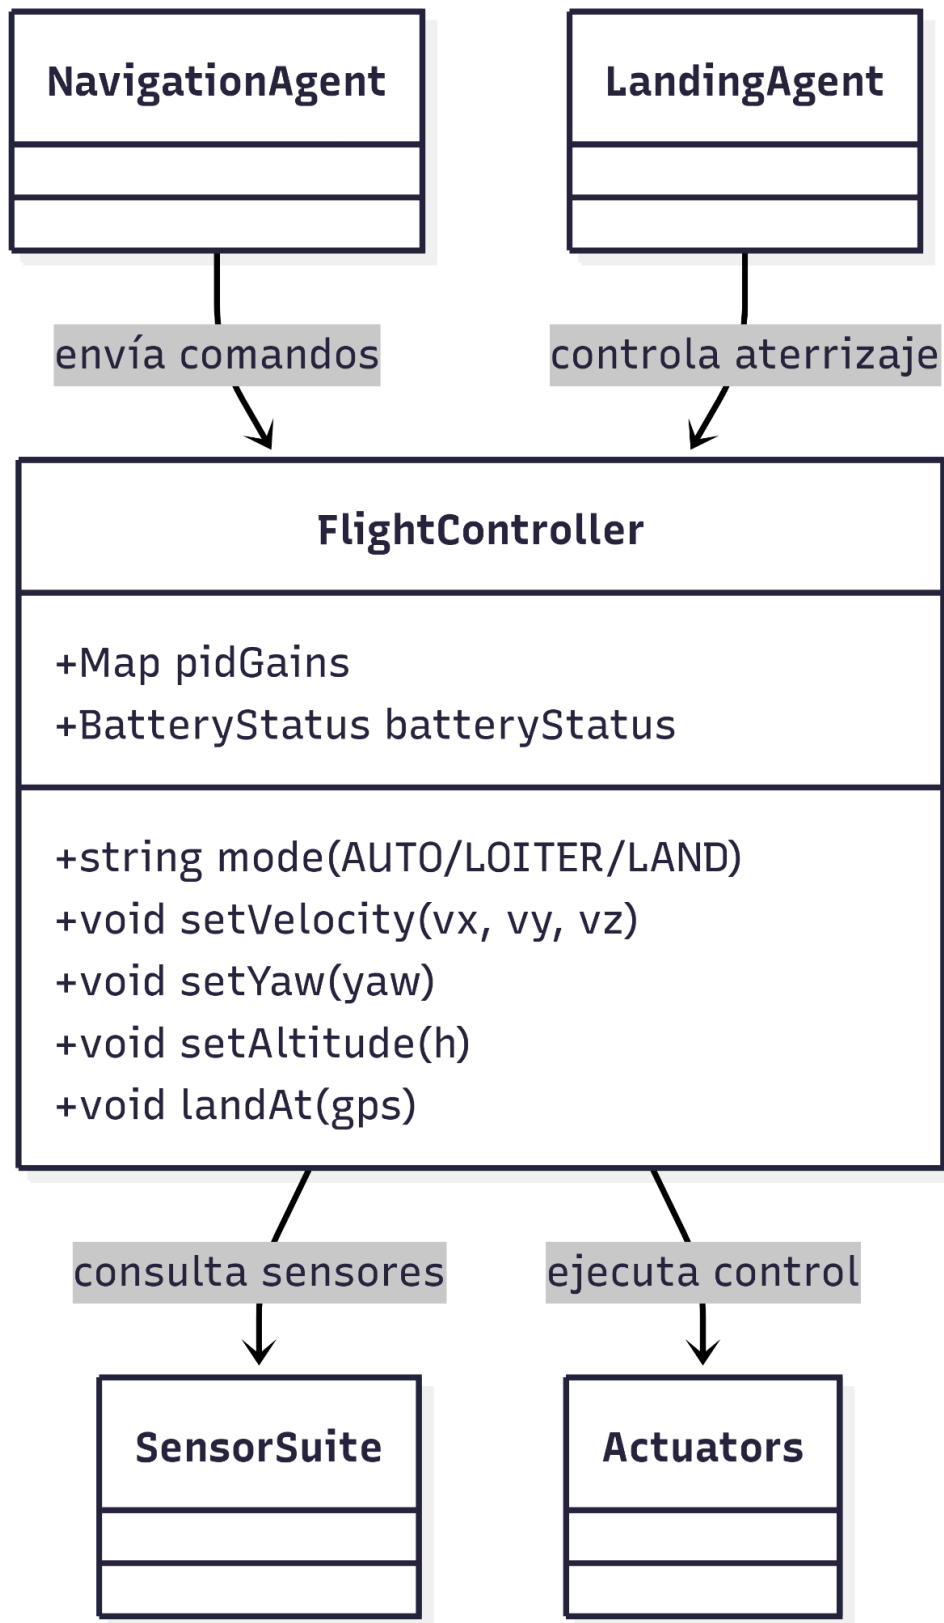 NavigationAgent
LandingAgent
envía comandos
controla aterrizaje
FlightController
+Map pidGains
+BatteryStatus batteryStatus
+string mode(AUTO/LOITER/LAND)
+void setVelocity(vx, vy, vz)
+void setYaw(yaw)
+void setAltitude(h)
+void landAt(gps)
consulta sensores
ejecuta control
SensorSuite
Actuators